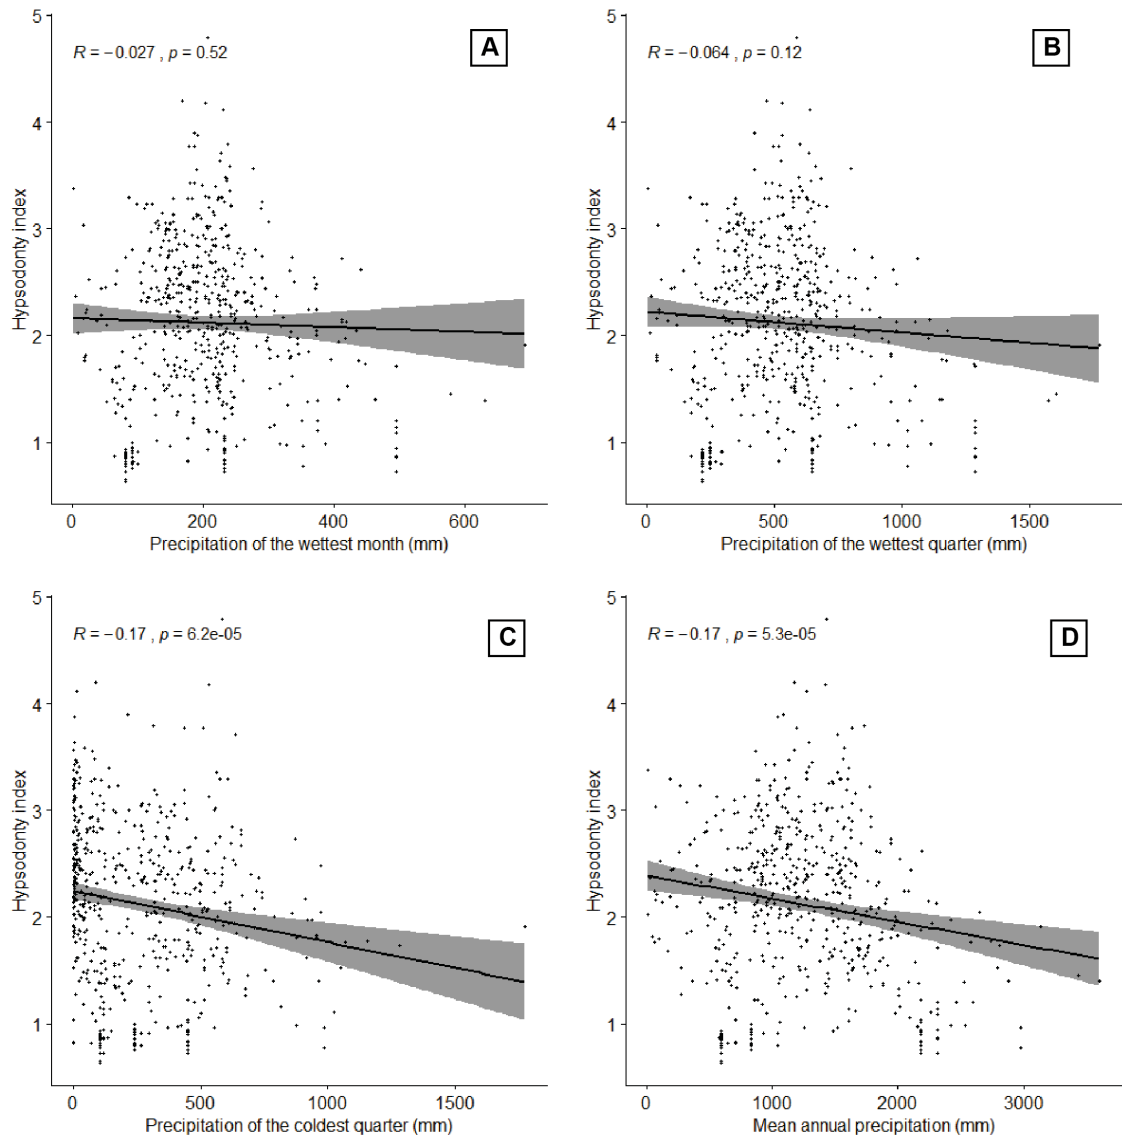 5
R = −0.027 , p = 0.52
A
4
3
2
1
Hypsodonty index
0 200 400 600
Precipitation of the wettest month (mm)
5
R = −0.064 , p = 0.12
B
4
3
2
1
Hypsodonty index
0 500 1000 1500
Precipitation of the wettest quarter (mm)
5
R = −0.17 , p = 6.2e-05
C
4
3
2
1
Hypsodonty index
0 500 1000 1500
Precipitation of the coldest quarter (mm)
5
R = −0.17 , p = 5.3e-05
D
4
3
2
1
Hypsodonty index
0 1000 2000 3000
Mean annual precipitation (mm)